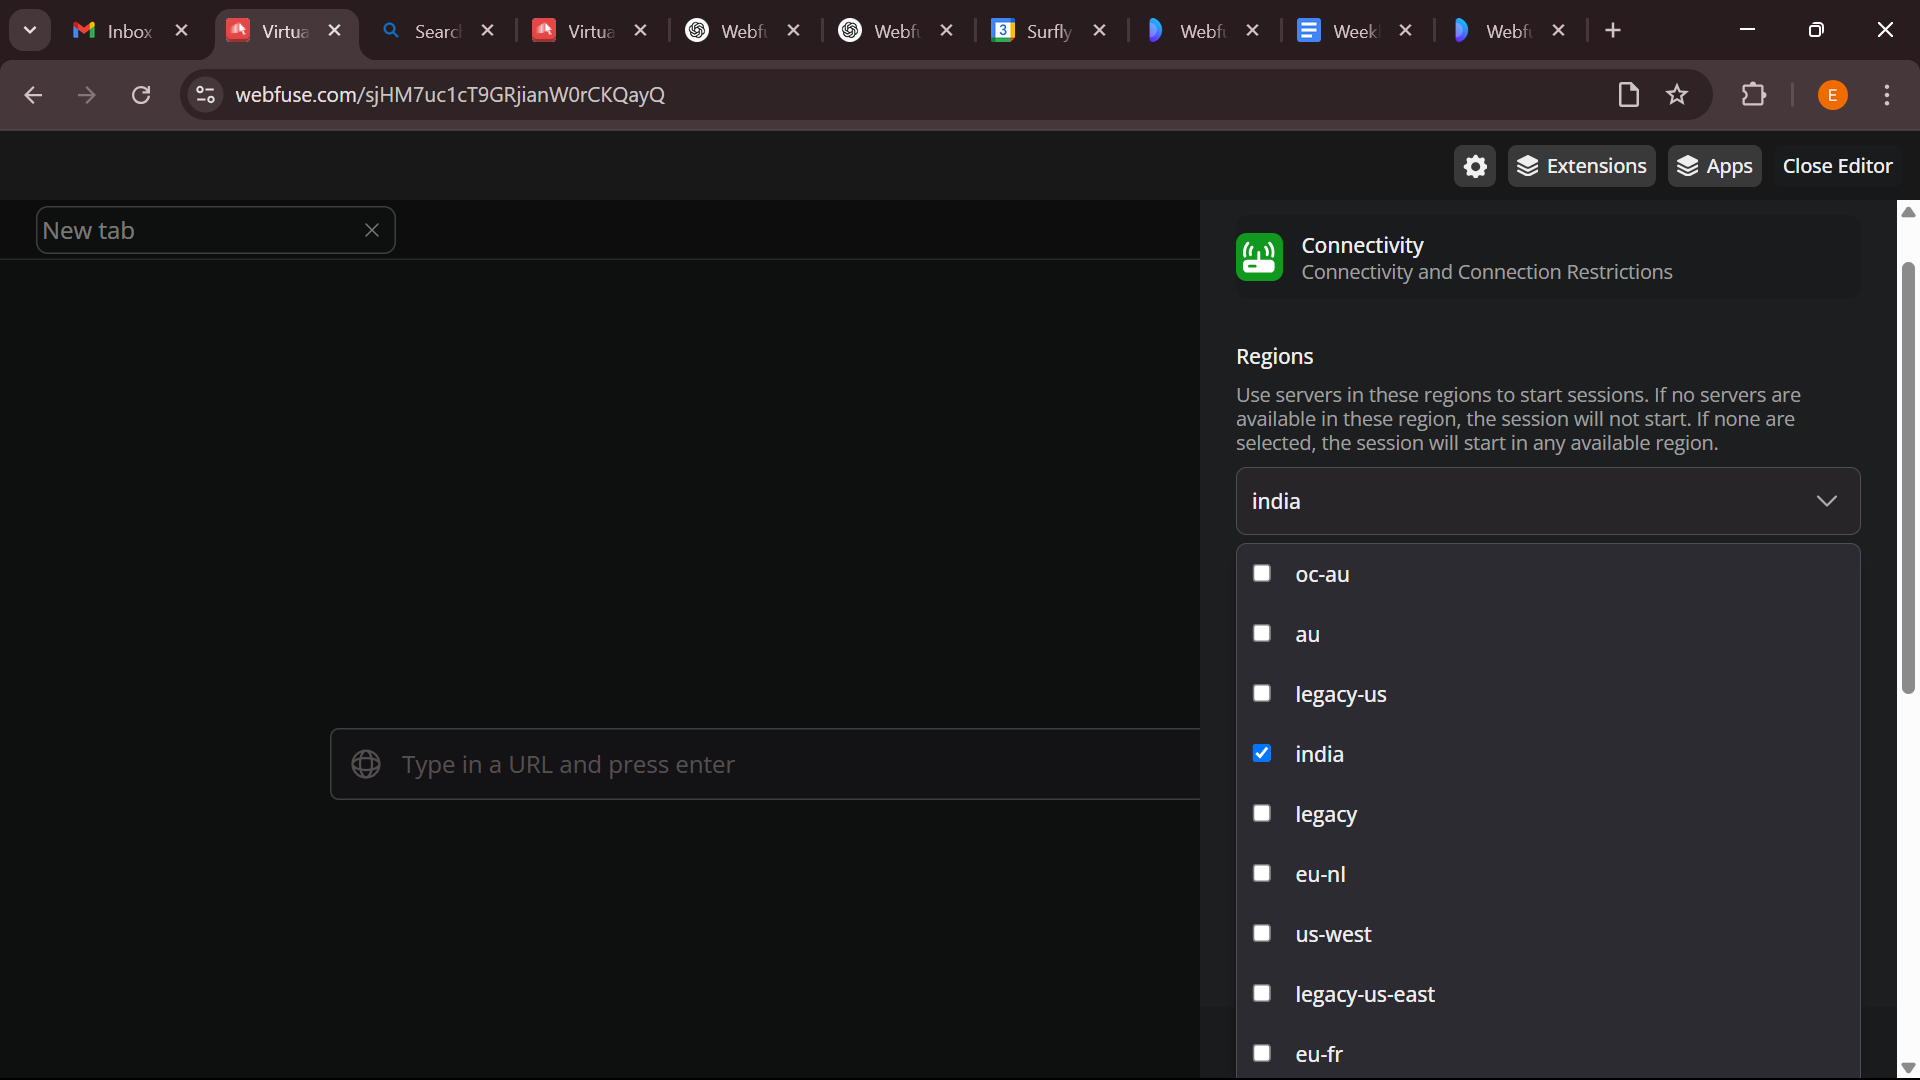 Inbox
Virtua
Searc
Virtua
Webfu
Webfu
3
Surfly
Webfu
Week
Webfu
webfuse.com/sjHM7uc1cT9GRjianW0rCKQayQ
E
Extensions
Apps
Close Editor
New tab
Connectivity
Connectivity and Connection Restrictions
Regions
Use servers in these regions to start sessions. If no servers are
available in these region, the session will not start. If none are
selected, the session will start in any available region.
india
oc-au
au
legacy-us
india
Type in a URL and press enter
legacy
eu-nl
us-west
legacy-us-east
eu-fr